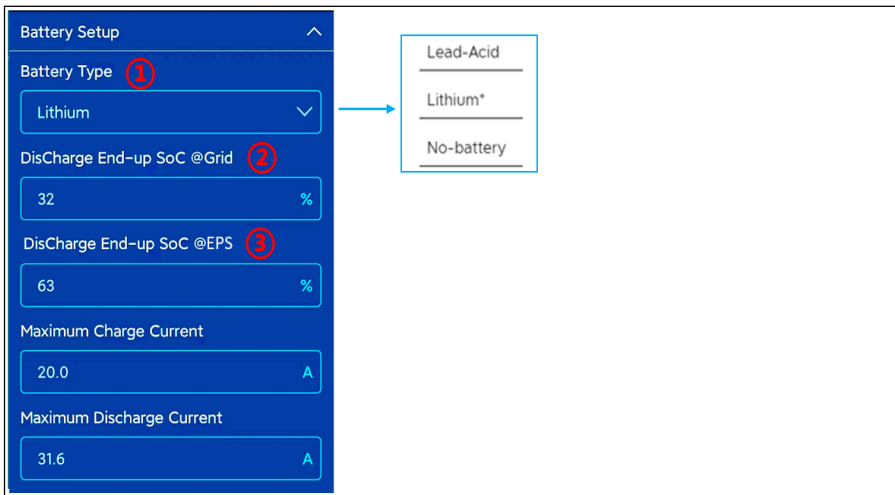 Battery Setup
Battery Type ①
Lithium
Lead-Acid
Lithium*
No-battery
DisCharge End-up SoC @Grid ②
32 %
DisCharge End-up SoC @EPS ③
63 %
Maximum Charge Current
20.0 A
Maximum Discharge Current
31.6 A